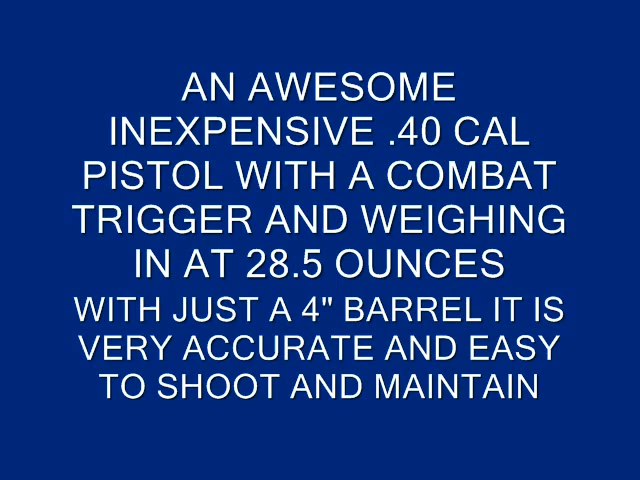 AN AWESOME
INEXPENSIVE .40 CAL
PISTOL WITH A COMBAT
TRIGGER AND WEIGHING
IN AT 28.5 OUNCES
WITH JUST A 4" BARREL IT IS
VERY ACCURATE AND EASY
TO SHOOT AND MAINTAIN